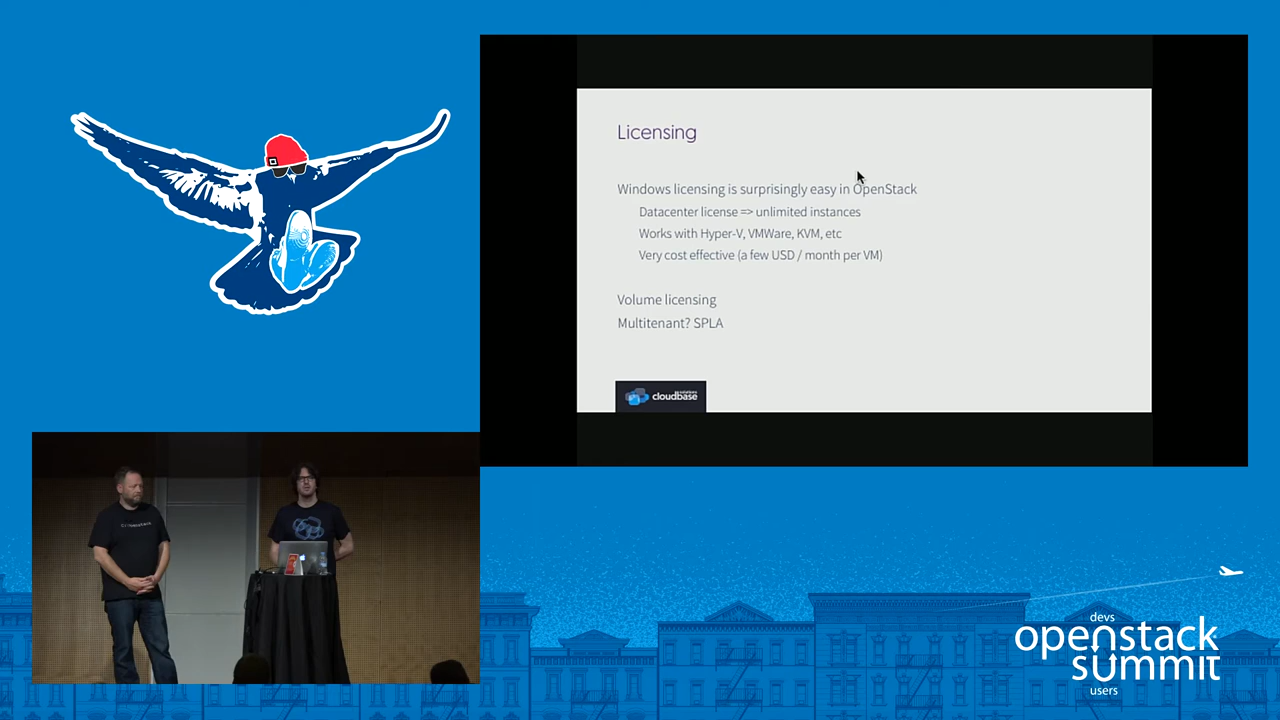 Licensing
Windows licensing is surprisingly easy in OpenStack
Datacenter license => unlimited instances
Works with Hyper-V, VMWare, KVM, etc
Very cost effective (a few USD / month per VM)
Volume licensing
Multitenant? SPLA
cloudbase
solutions
devs
openstack
summit
users